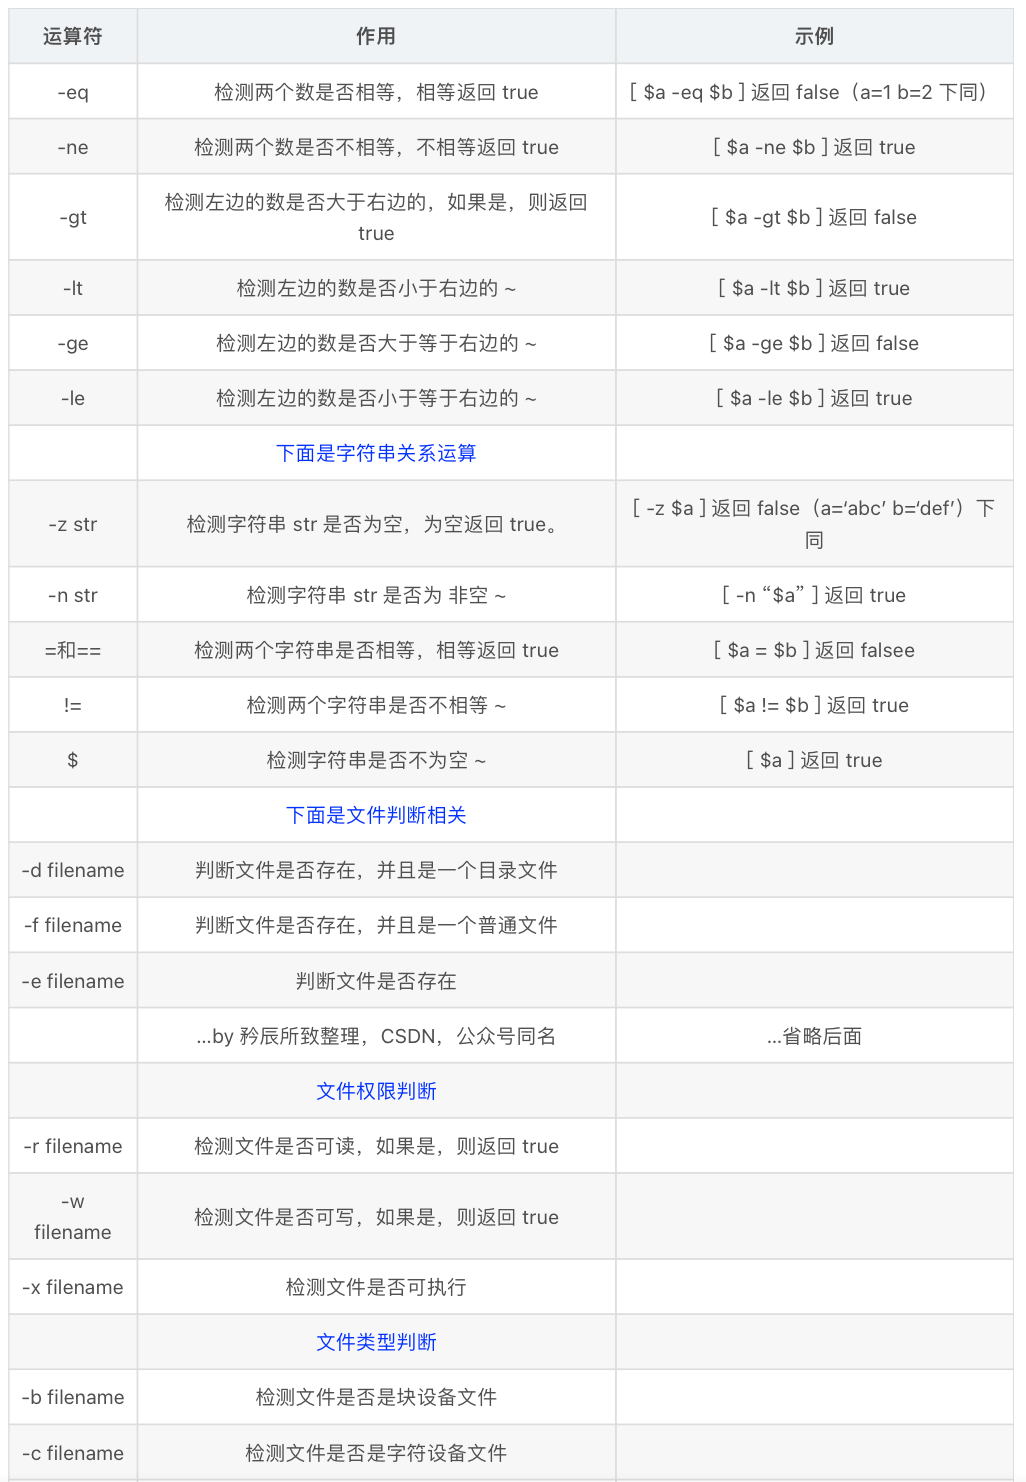 运算符 作用 示例
-eq 检测两个数是否相等，相等返回 true [ $a -eq $b ] 返回 false（a=1 b=2 下同）
-ne 检测两个数是否不相等，不相等返回 true [ $a -ne $b ] 返回 true
-gt 检测左边的数是否大于右边的，如果是，则返回
true [ $a -gt $b ] 返回 false
-lt 检测左边的数是否小于右边的 ~ [ $a -lt $b ] 返回 true
-ge 检测左边的数是否大于等于右边的 ~ [ $a -ge $b ] 返回 false
-le 检测左边的数是否小于等于右边的 ~ [ $a -le $b ] 返回 true
下面是字符串关系运算
-z str 检测字符串 str 是否为空，为空返回 true。 [ -z $a ] 返回 false（a=‘abc’ b=‘def’）下
同
-n str 检测字符串 str 是否为 非空 ~ [ -n “$a” ] 返回 true
=和== 检测两个字符串是否相等，相等返回 true [ $a = $b ] 返回 falsee
!= 检测两个字符串是否不相等 ~ [ $a != $b ] 返回 true
$ 检测字符串是否不为空 ~ [ $a ] 返回 true
下面是文件判断相关
-d filename 判断文件是否存在，并且是一个目录文件
-f filename 判断文件是否存在，并且是一个普通文件
-e filename 判断文件是否存在
…by 矜辰所致整理，CSDN，公众号同名 …省略后面
文件权限判断
-r filename 检测文件是否可读，如果是，则返回 true
-w
filename 检测文件是否可写，如果是，则返回 true
-x filename 检测文件是否可执行
文件类型判断
-b filename 检测文件是否是块设备文件
-c filename 检测文件是否是字符设备文件